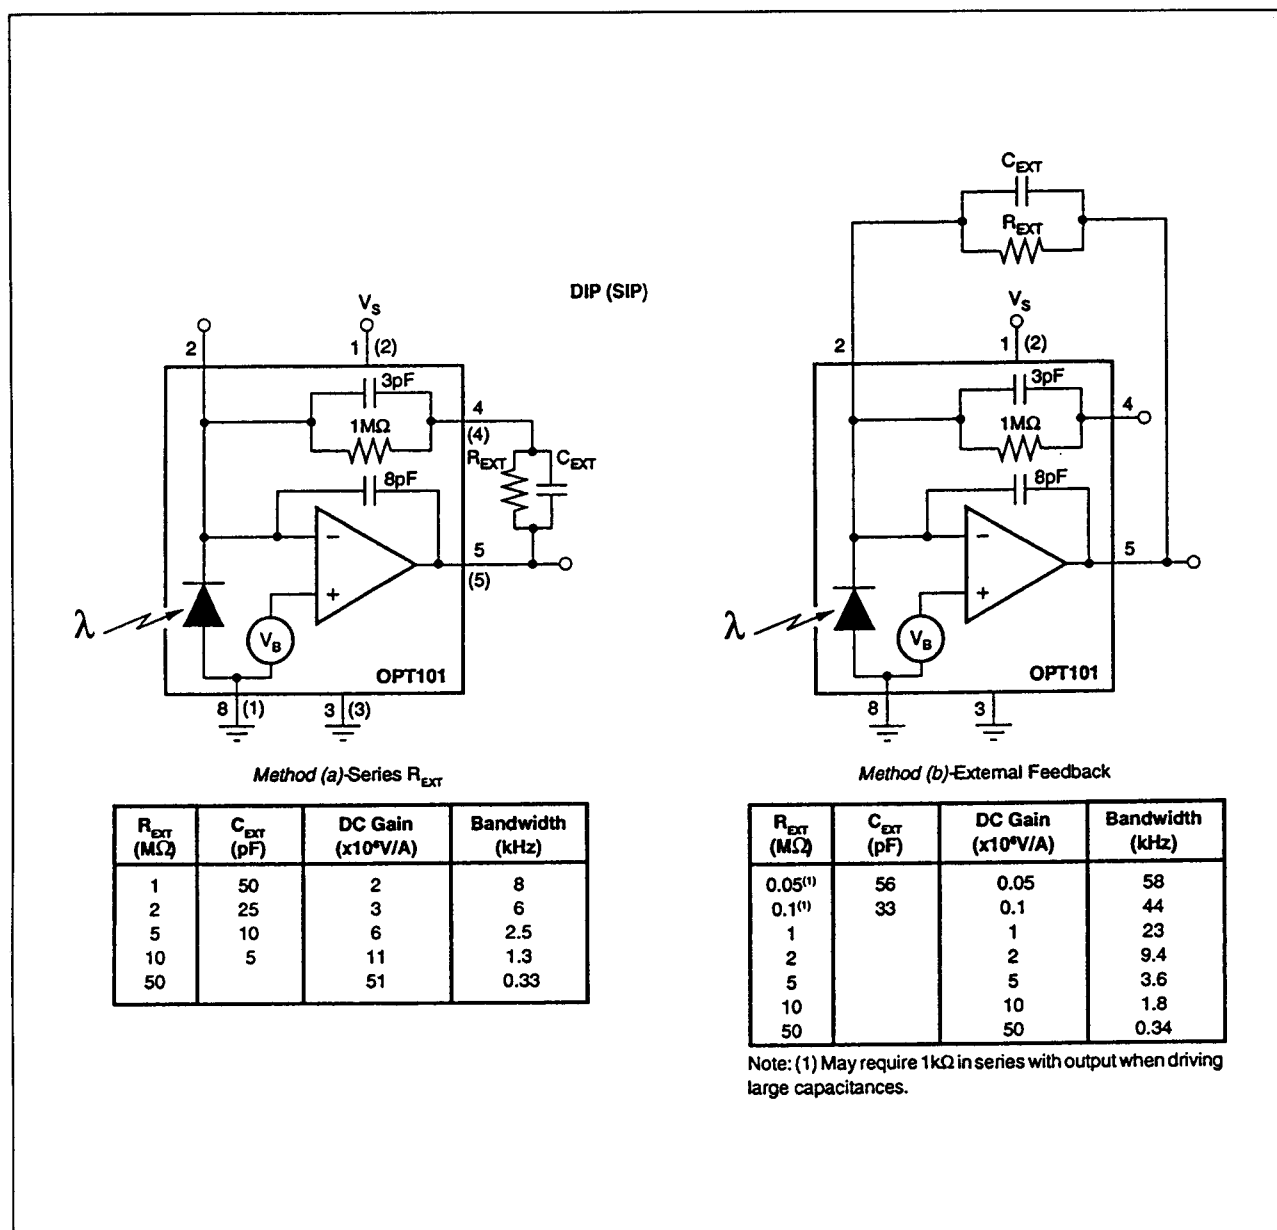 DIP (SIP)
V_S
2
1
(2)
3pF
1MΩ
4
(4)
R_EXT
C_EXT
8pF
−
+
5
(5)
λ
V_B
OPT101
8
(1)
3
(3)
Method (a)-Series R_EXT
R_EXT (MΩ) C_EXT (pF) DC Gain (x10⁶V/A) Bandwidth (kHz)
1 50 2 8
2 25 3 6
5 10 6 2.5
10 5 11 1.3
50 51 0.33
C_EXT
R_EXT
V_S
2
1
(2)
3pF
1MΩ
4
8pF
−
+
5
λ
V_B
OPT101
8
3
Method (b)-External Feedback
R_EXT (MΩ) C_EXT (pF) DC Gain (x10⁶V/A) Bandwidth (kHz)
0.05⁽¹⁾ 56 0.05 58
0.1⁽¹⁾ 33 0.1 44
1 1 23
2 2 9.4
5 5 3.6
10 10 1.8
50 50 0.34
Note: (1) May require 1kΩ in series with output when driving
large capacitances.